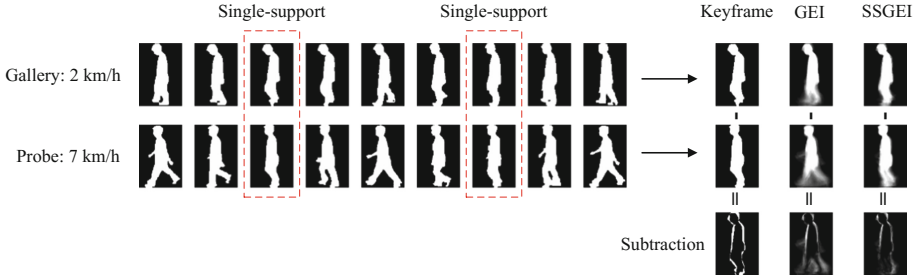 Single-support
Single-support
Keyframe
GEI
SSGEI
Gallery: 2 km/h
Probe: 7 km/h
Subtraction